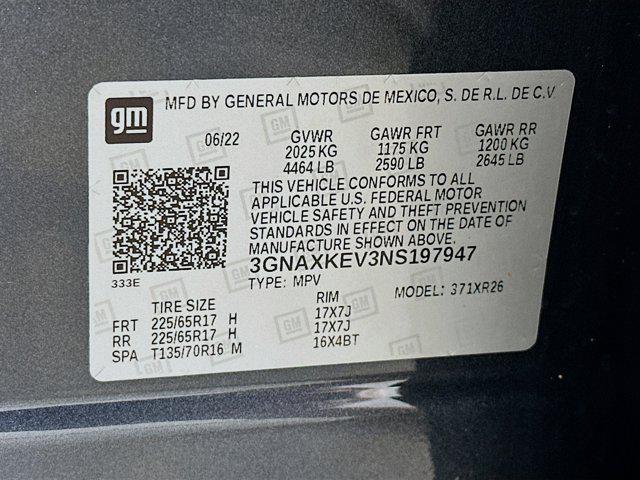 gm
MFD BY GENERAL MOTORS DE MEXICO, S. DE R.L. DE C.V
06/22 GVWR GAWR FRT GAWR RR
2025 KG 1175 KG 1200 KG
4464 LB 2590 LB 2645 LB
THIS VEHICLE CONFORMS TO ALL
APPLICABLE U.S. FEDERAL MOTOR
VEHICLE SAFETY AND THEFT PREVENTION
STANDARDS IN EFFECT ON THE DATE OF
MANUFACTURE SHOWN ABOVE.
3GNAXKEV3NS197947
333E
TYPE: MPV MODEL: 371XR26
TIRE SIZE RIM
FRT 225/65R17 H 17X7J
RR 225/65R17 H 17X7J
SPA T135/70R16 M 16X4BT